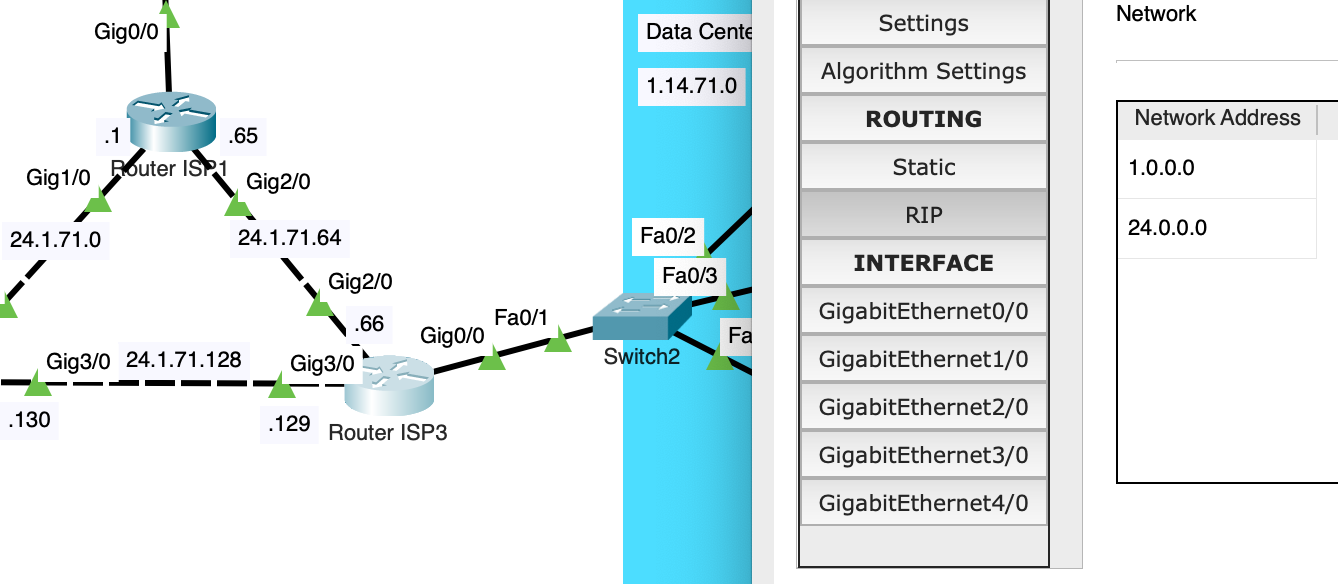 Gig0/0
.1
.65
Router ISP1
Gig1/0
Gig2/0
24.1.71.0
24.1.71.64
Gig2/0
.66
Gig3/0
24.1.71.128
Gig3/0
.130
.129
Router ISP3
Gig0/0
Fa0/1
Switch2
Data Cente
1.14.71.0
Fa0/2
Fa0/3
Fa
Settings
Algorithm Settings
ROUTING
Static
RIP
INTERFACE
GigabitEthernet0/0
GigabitEthernet1/0
GigabitEthernet2/0
GigabitEthernet3/0
GigabitEthernet4/0
Network
Network Address
1.0.0.0
24.0.0.0